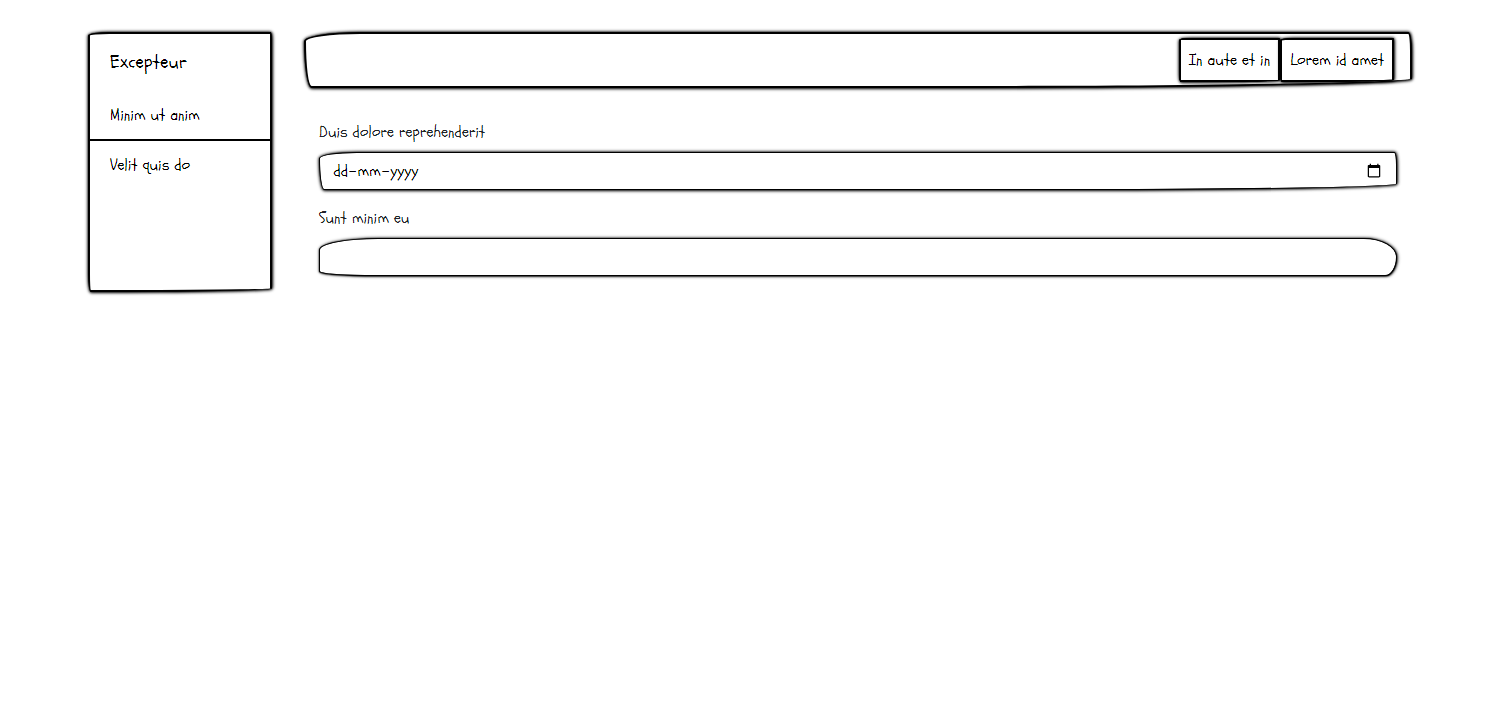 Excepteur
Minim ut anim
Velit quis do
In aute et in
Lorem id amet
Duis dolore reprehenderit
dd-mm-yyyy
Sunt minim eu